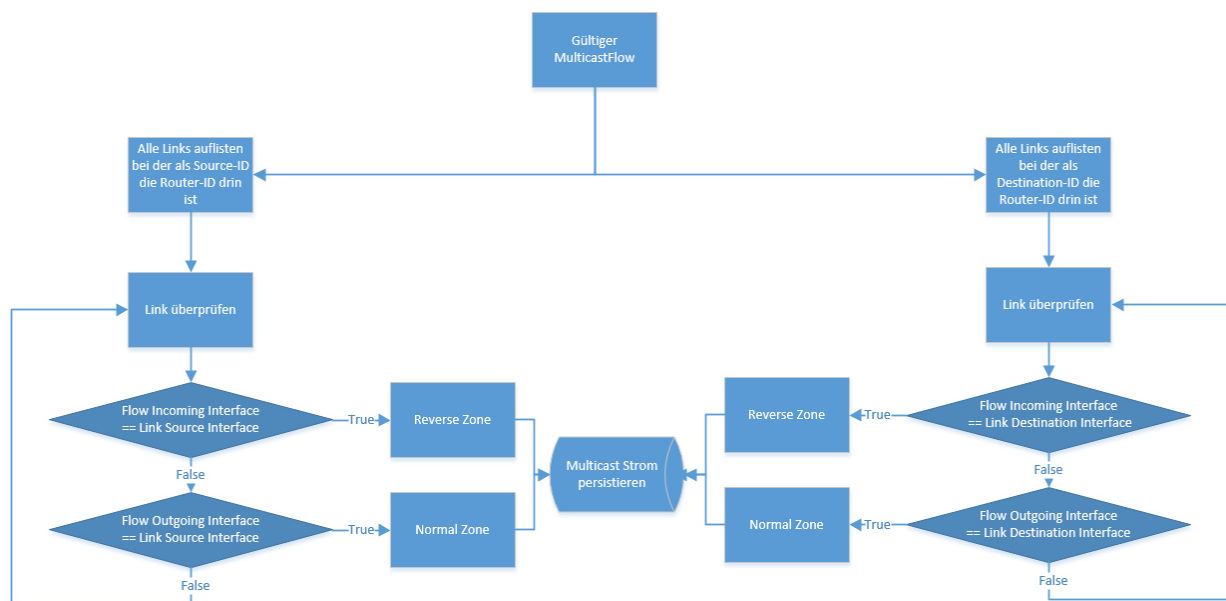 Gültiger
MulticastFlow
Alle Links auflisten
bei der als Source-ID
die Router-ID drin
ist
Alle Links auflisten
bei der als
Destination-ID die
Router-ID drin ist
Link überprüfen
Link überprüfen
Flow Incoming Interface
== Link Source Interface
True
Reverse Zone
Reverse Zone
True
Flow Incoming Interface
== Link Destination Interface
False
Multicast Strom
persistieren
False
Flow Outgoing Interface
== Link Source Interface
True
Normal Zone
Normal Zone
True
Flow Outgoing Interface
== Link Destination Interface
False
False